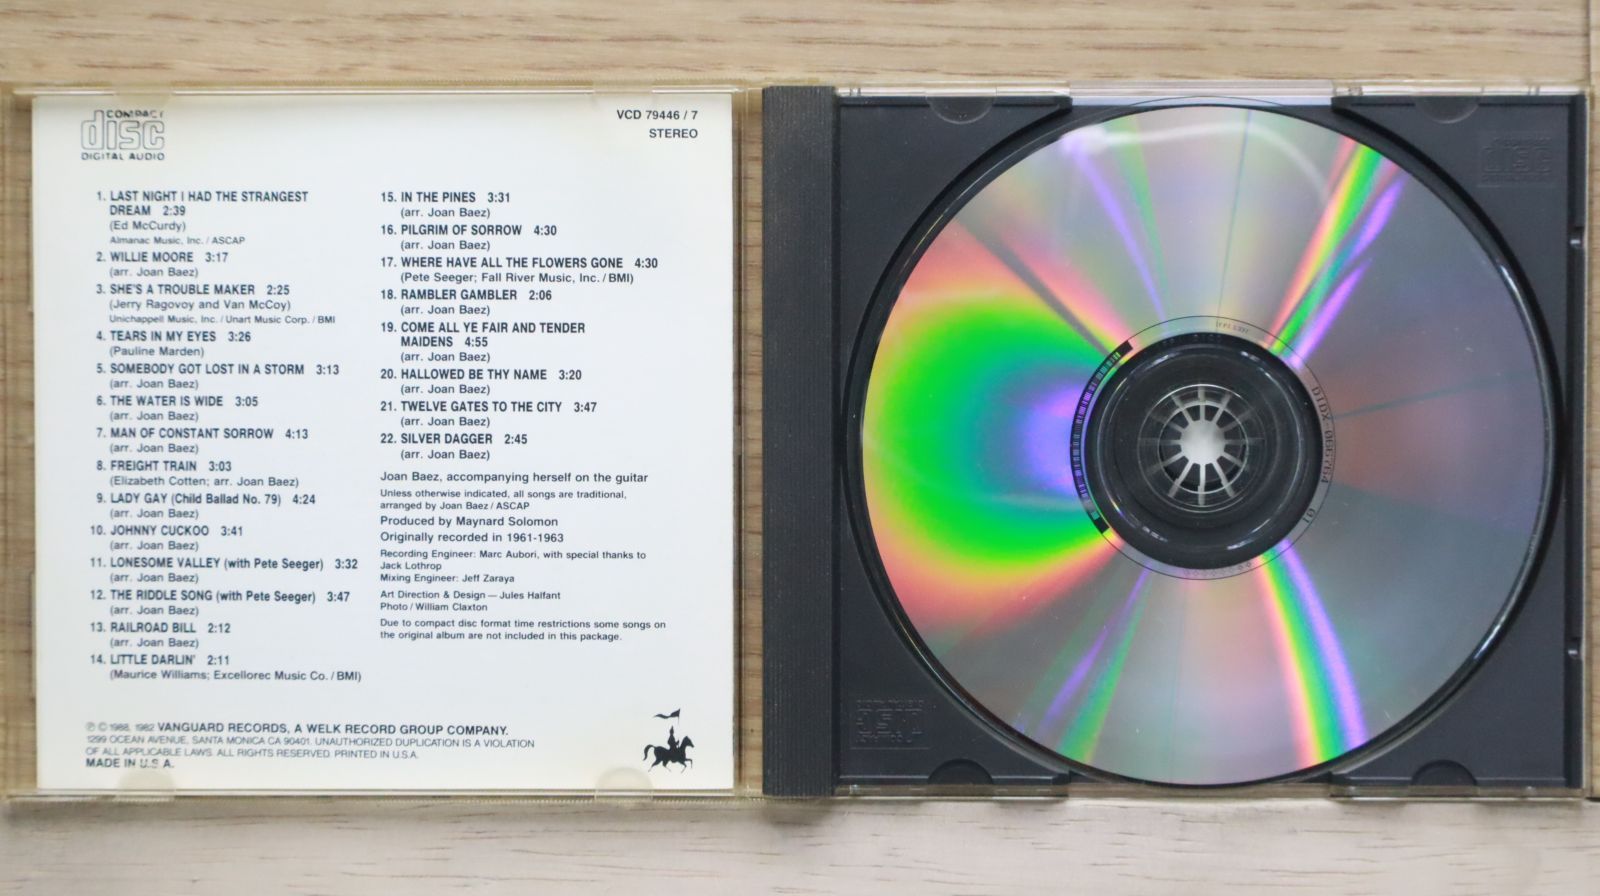 COMPACT
disc
DIGITAL AUDIO
VCD 79446 / 7
STEREO
1. LAST NIGHT I HAD THE STRANGEST
DREAM 2:39
(Ed McCurdy)
Almanac Music, Inc. / ASCAP
2. WILLIE MOORE 3:17
(arr. Joan Baez)
3. SHE'S A TROUBLE MAKER 2:25
(Jerry Ragovoy and Van McCoy)
Unichappell Music, Inc. / Unart Music Corp. / BMI
4. TEARS IN MY EYES 3:26
(Pauline Marden)
5. SOMEBODY GOT LOST IN A STORM 3:13
(arr. Joan Baez)
6. THE WATER IS WIDE 3:05
(arr. Joan Baez)
7. MAN OF CONSTANT SORROW 4:13
(arr. Joan Baez)
8. FREIGHT TRAIN 3:03
(Elizabeth Cotten; arr. Joan Baez)
9. LADY GAY (Child Ballad No. 79) 4:24
(arr. Joan Baez)
10. JOHNNY CUCKOO 3:41
(arr. Joan Baez)
11. LONESOME VALLEY (with Pete Seeger) 3:32
(arr. Joan Baez)
12. THE RIDDLE SONG (with Pete Seeger) 3:47
(arr. Joan Baez)
13. RAILROAD BILL 2:12
(arr. Joan Baez)
14. LITTLE DARLIN' 2:11
(Maurice Williams; Excellorec Music Co. / BMI)
15. IN THE PINES 3:31
(arr. Joan Baez)
16. PILGRIM OF SORROW 4:30
(arr. Joan Baez)
17. WHERE HAVE ALL THE FLOWERS GONE 4:30
(Pete Seeger; Fall River Music, Inc. / BMI)
18. RAMBLER GAMBLER 2:06
(arr. Joan Baez)
19. COME ALL YE FAIR AND TENDER
MAIDENS 4:55
(arr. Joan Baez)
20. HALLOWED BE THY NAME 3:20
(arr. Joan Baez)
21. TWELVE GATES TO THE CITY 3:47
(arr. Joan Baez)
22. SILVER DAGGER 2:45
(arr. Joan Baez)
Joan Baez, accompanying herself on the guitar
Unless otherwise indicated, all songs are traditional,
arranged by Joan Baez / ASCAP
Produced by Maynard Solomon
Originally recorded in 1961-1963
Recording Engineer: Marc Aubori, with special thanks to
Jack Lothrop
Mixing Engineer: Jeff Zaraya
Art Direction & Design — Jules Halfant
Photo / William Claxton
Due to compact disc format time restrictions some songs on
the original album are not included in this package.
℗ © 1988, 1982 VANGUARD RECORDS, A WELK RECORD GROUP COMPANY.
1299 OCEAN AVENUE, SANTA MONICA CA 90401. UNAUTHORIZED DUPLICATION IS A VIOLATION
OF ALL APPLICABLE LAWS. ALL RIGHTS RESERVED. PRINTED IN U.S.A.
MADE IN U.S.A.